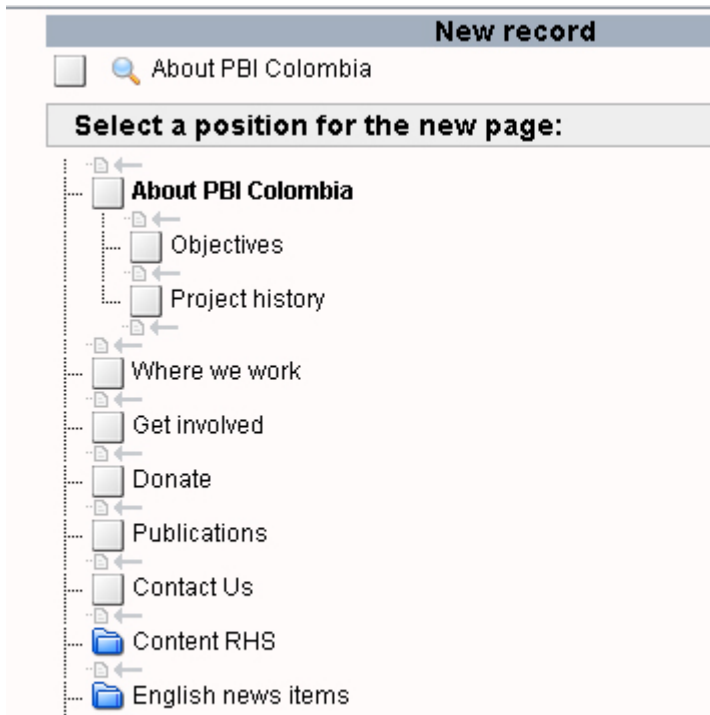 New record
About PBI Colombia
Select a position for the new page:
About PBI Colombia
Objectives
Project history
Where we work
Get involved
Donate
Publications
Contact Us
Content RHS
English news items